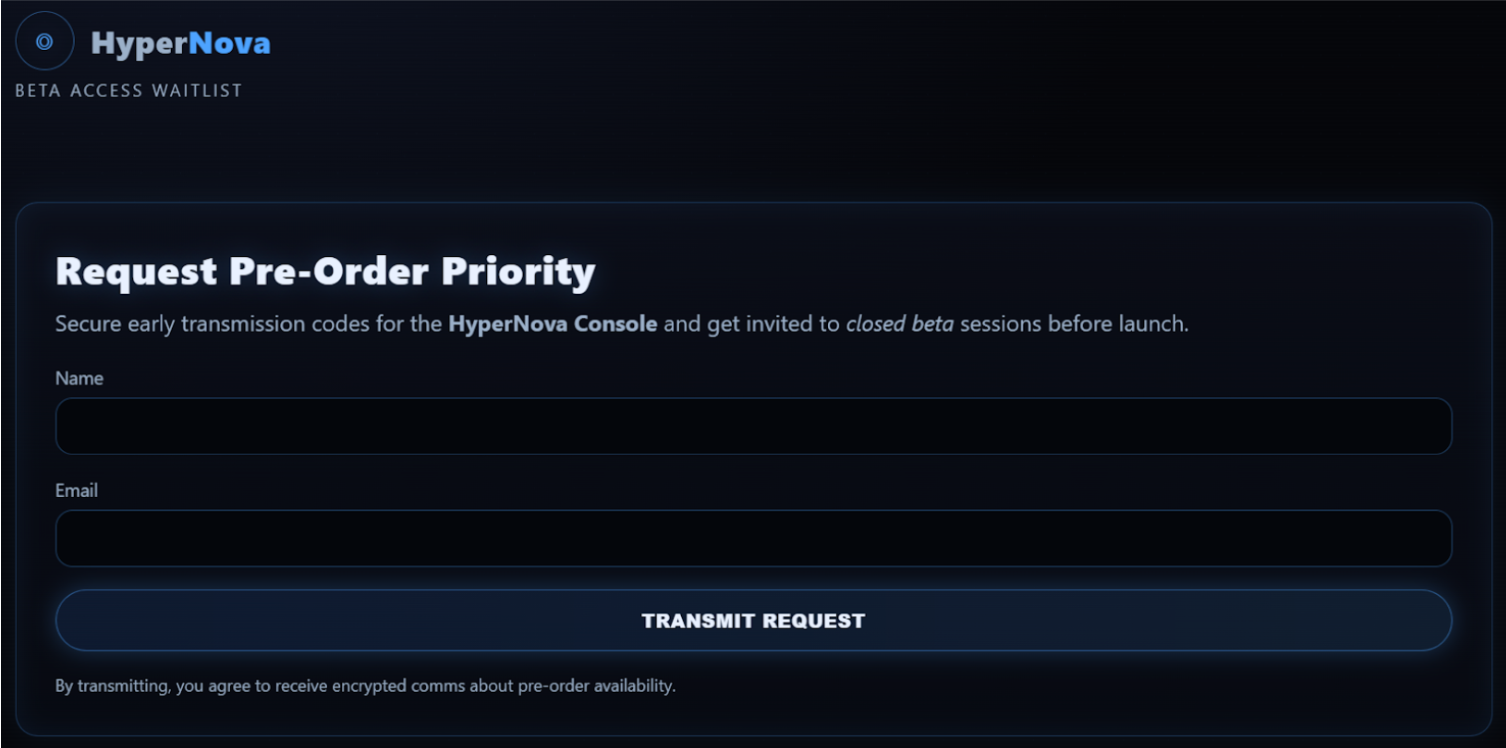 HyperNova
BETA ACCESS WAITLIST
Request Pre-Order Priority
Secure early transmission codes for the HyperNova Console and get invited to closed beta sessions before launch.
Name
Email
TRANSMIT REQUEST
By transmitting, you agree to receive encrypted comms about pre-order availability.